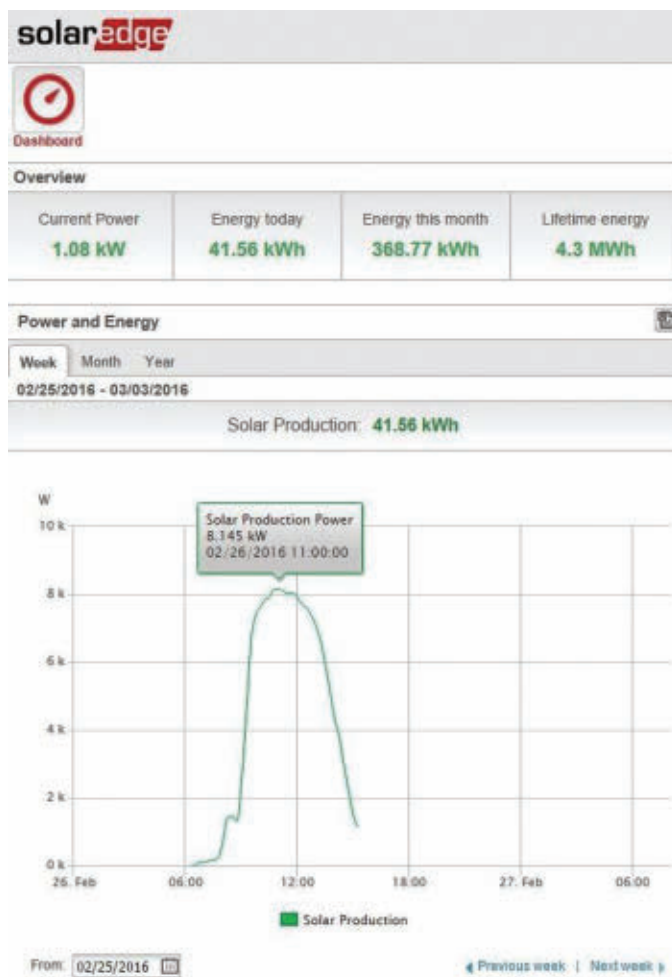 solaredge
Dashboard
Overview
Current Power Energy today Energy this month Lifetime energy
1.08 kW 41.56 kWh 368.77 kWh 4.3 MWh
Power and Energy
Week Month Year
02/25/2016 - 03/03/2016
Solar Production: 41.56 kWh
W
Solar Production Power
8.145 kW
02/26/2016 11:00:00
10 k
8 k
6 k
4 k
2 k
0 k
26. Feb 06:00 12:00 18:00 27. Feb 06:00
Solar Production
From: 02/25/2016 Previous week | Next week